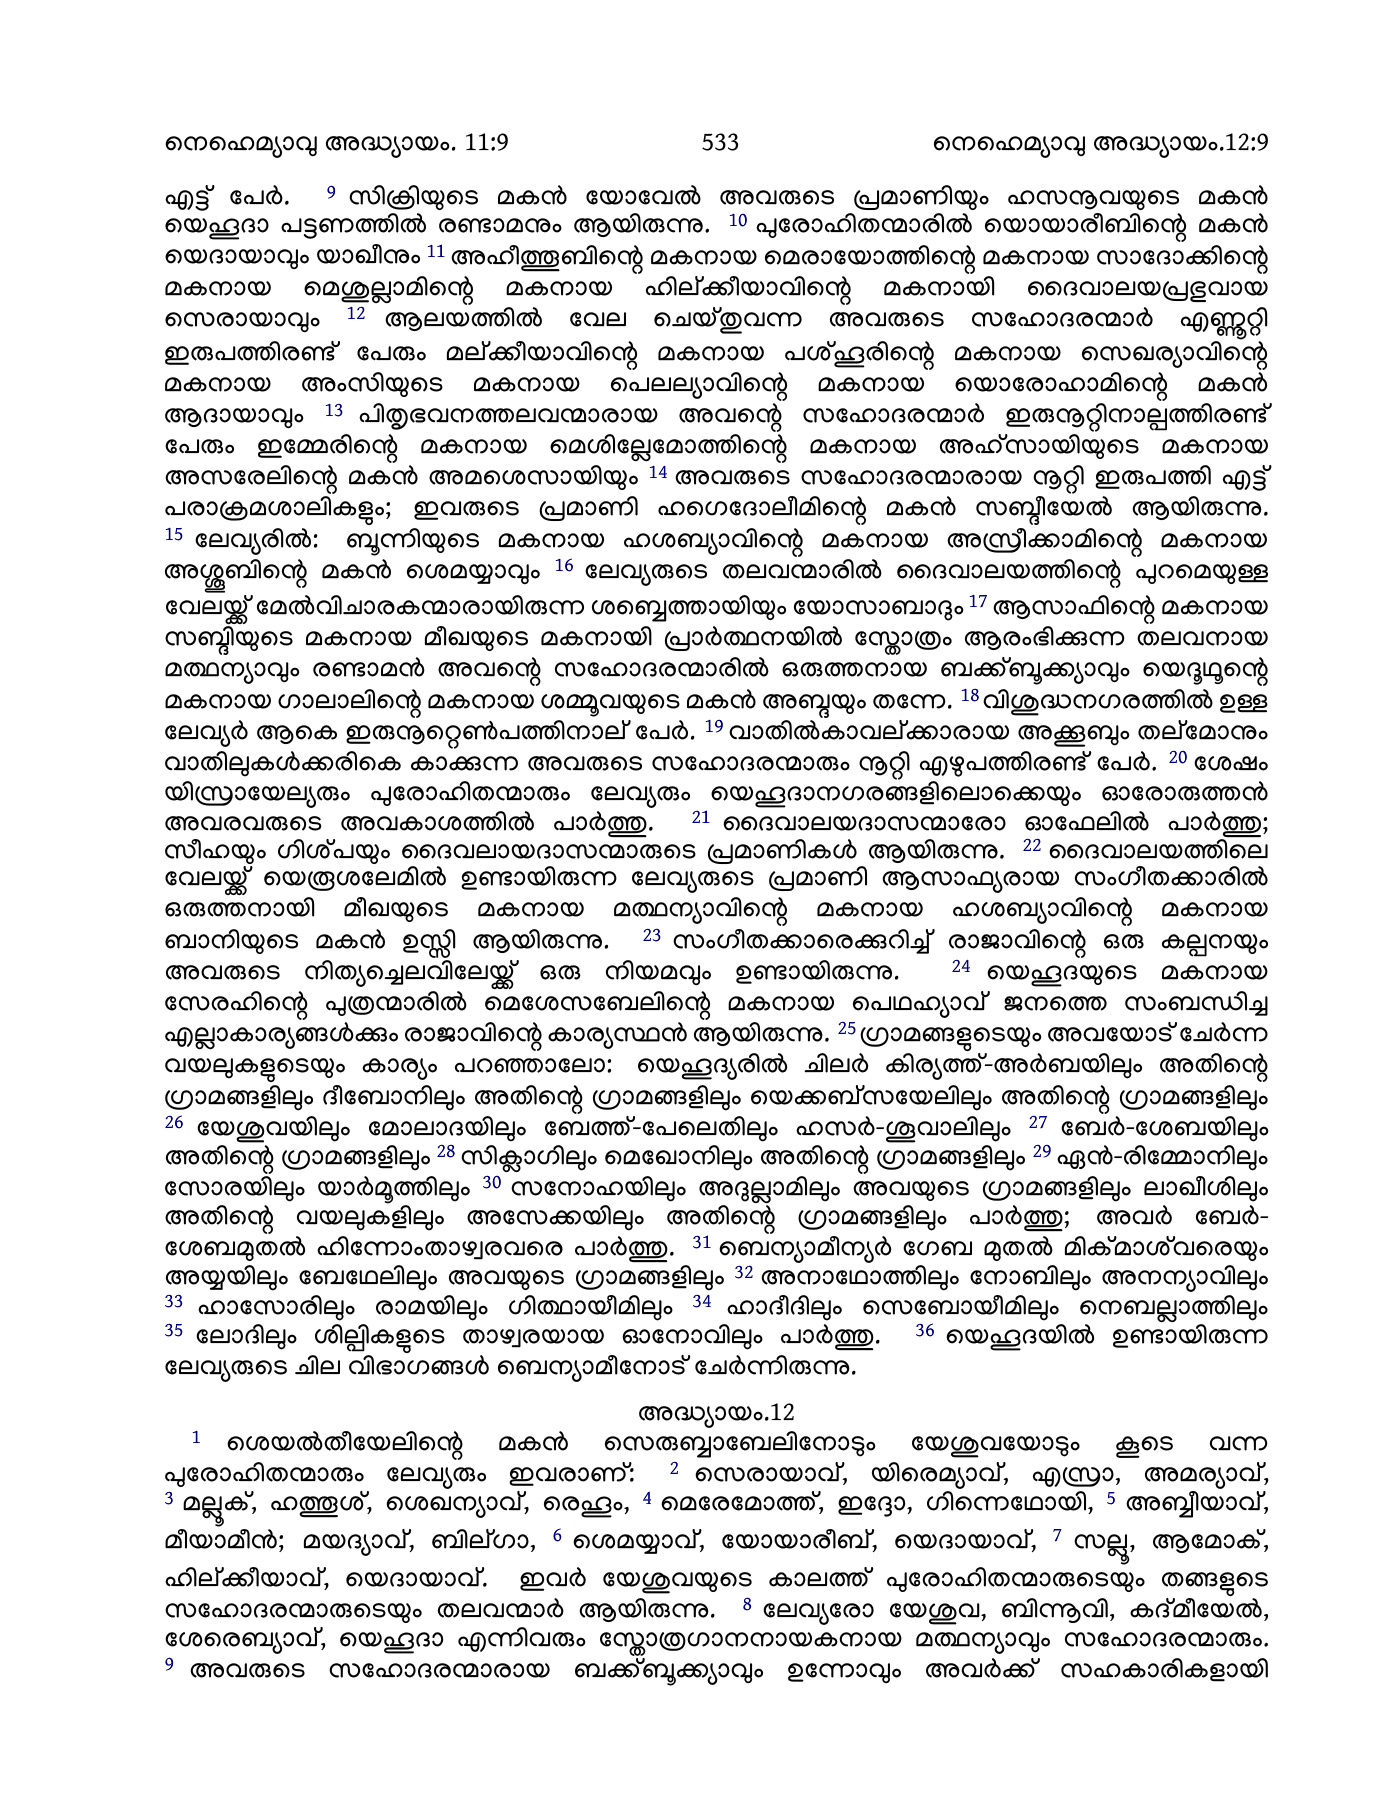 നെഹെമ്യാവു അദ്ധ്യായം. 11:9 533 നെഹെമ്യാവു അദ്ധ്യായം.12:9
എട്ട് പേർ. 9 സിക്രിയുടെ മകൻ യോവേൽ അവരുടെ പ്രമാണിയും ഹസനൂവയുടെ മകൻ
യെഹൂദാ പട്ടണത്തിൽ രണ്ടാമനും ആയിരുന്നു. 10 പുരോഹിതന്മാരിൽ യൊയാരീബിന്റെ മകൻ
യെദായാവും യാഖീനും 11 അഹീത്തൂബിന്റെ മകനായ മെരായോത്തിന്റെ മകനായ സാദോക്കിന്റെ
മകനായ മെശുല്ലാമിന്റെ മകനായ ഹില്ക്കീയാവിന്റെ മകനായി ദൈവാലയപ്രഭുവായ
സെരായാവും 12 ആലയത്തിൽ വേല ചെയ്തുവന്ന അവരുടെ സഹോദരന്മാർ എണ്ണൂറ്റി
ഇരുപത്തിരണ്ട് പേരും മല്ക്കീയാവിന്റെ മകനായ പശ്ഹൂരിന്റെ മകനായ സെഖര്യാവിന്റെ
മകനായ അംസിയുടെ മകനായ പെലല്യാവിന്റെ മകനായ യൊരോഹാമിന്റെ മകൻ
ആദായാവും 13 പിതൃഭവനത്തലവന്മാരായ അവന്റെ സഹോദരന്മാർ ഇരുനൂറ്റിനാല്പത്തിരണ്ട്
പേരും ഇമ്മേരിന്റെ മകനായ മെശില്ലേമോത്തിന്റെ മകനായ അഹ്സായിയുടെ മകനായ
അസരേലിന്റെ മകൻ അമശെസായിയും 14 അവരുടെ സഹോദരന്മാരായ നൂറ്റി ഇരുപത്തി എട്ട്
പരാക്രമശാലികളും; ഇവരുടെ പ്രമാണി ഹഗെദോലീമിന്റെ മകൻ സബ്ദീയേൽ ആയിരുന്നു.
15 ലേവ്യരിൽ: ബൂന്നിയുടെ മകനായ ഹശബ്യാവിന്റെ മകനായ അസ്രീക്കാമിന്റെ മകനായ
അശ്ശൂബിന്റെ മകൻ ശെമയ്യാവും 16 ലേവ്യരുടെ തലവന്മാരിൽ ദൈവാലയത്തിന്റെ പുറമെയുള്ള
വേലയ്ക്ക് മേൽവിചാരകന്മാരായിരുന്ന ശബ്ബെത്തായിയും യോസാബാദും 17 ആസാഫിന്റെ മകനായ
സബ്ദിയുടെ മകനായ മീഖയുടെ മകനായി പ്രാർത്ഥനയിൽ സ്തോത്രം ആരംഭിക്കുന്ന തലവനായ
മത്ഥന്യാവും രണ്ടാമൻ അവന്റെ സഹോദരന്മാരിൽ ഒരുത്തനായ ബക്ക്ബൂക്ക്യാവും യെദൂഥൂന്റെ
മകനായ ഗാലാലിന്റെ മകനായ ശമ്മൂവയുടെ മകൻ അബ്ദയും തന്നേ. 18 വിശുദ്ധനഗരത്തിൽ ഉള്ള
ലേവ്യർ ആകെ ഇരുനൂറ്റെൺപത്തിനാല് പേർ. 19 വാതിൽകാവല്ക്കാരായ അക്കൂബും തല്മോനും
വാതിലുകൾക്കരികെ കാക്കുന്ന അവരുടെ സഹോദരന്മാരും നൂറ്റി എഴുപത്തിരണ്ട് പേർ. 20 ശേഷം
യിസ്രായേല്യരും പുരോഹിതന്മാരും ലേവ്യരും യെഹൂദാനഗരങ്ങളിലൊക്കെയും ഓരോരുത്തൻ
അവരവരുടെ അവകാശത്തിൽ പാർത്തു. 21 ദൈവാലയദാസന്മാരോ ഓഫേലിൽ പാർത്തു;
സീഹയും ഗിശ്പയും ദൈവലായദാസന്മാരുടെ പ്രമാണികൾ ആയിരുന്നു. 22 ദൈവാലയത്തിലെ
വേലയ്ക്ക് യെരൂശലേമിൽ ഉണ്ടായിരുന്ന ലേവ്യരുടെ പ്രമാണി ആസാഫ്യരായ സംഗീതക്കാരിൽ
ഒരുത്തനായി മീഖയുടെ മകനായ മത്ഥന്യാവിന്റെ മകനായ ഹശബ്യാവിന്റെ മകനായ
ബാനിയുടെ മകൻ ഉസ്സി ആയിരുന്നു. 23 സംഗീതക്കാരെക്കുറിച്ച് രാജാവിന്റെ ഒരു കല്പനയും
അവരുടെ നിത്യച്ചെലവിലേയ്ക്ക് ഒരു നിയമവും ഉണ്ടായിരുന്നു. 24 യെഹൂദയുടെ മകനായ
സേരഹിന്റെ പുത്രന്മാരിൽ മെശേസബേലിന്റെ മകനായ പെഥഹ്യാവ് ജനത്തെ സംബന്ധിച്ച
എല്ലാകാര്യങ്ങൾക്കും രാജാവിന്റെ കാര്യസ്ഥൻ ആയിരുന്നു. 25 ഗ്രാമങ്ങളുടെയും അവയോട് ചേർന്ന
വയലുകളുടെയും കാര്യം പറഞ്ഞാലോ: യെഹൂദ്യരിൽ ചിലർ കിര്യത്ത്-അർബയിലും അതിന്റെ
ഗ്രാമങ്ങളിലും ദീബോനിലും അതിന്റെ ഗ്രാമങ്ങളിലും യെക്കബ്സയേലിലും അതിന്റെ ഗ്രാമങ്ങളിലും
26 യേശുവയിലും മോലാദയിലും ബേത്ത്-പേലെതിലും ഹസർ-ശൂവാലിലും 27 ബേർ-ശേബയിലും
അതിന്റെ ഗ്രാമങ്ങളിലും 28 സിക്ലാഗിലും മെഖോനിലും അതിന്റെ ഗ്രാമങ്ങളിലും 29 ഏൻ-രിമ്മോനിലും
സോരയിലും യാർമൂത്തിലും 30 സനോഹയിലും അദുല്ലാമിലും അവയുടെ ഗ്രാമങ്ങളിലും ലാഖീശിലും
അതിന്റെ വയലുകളിലും അസേക്കയിലും അതിന്റെ ഗ്രാമങ്ങളിലും പാർത്തു; അവർ ബേർ-
ശേബമുതൽ ഹിന്നോംതാഴ്വരവരെ പാർത്തു. 31 ബെന്യാമീന്യർ ഗേബ മുതൽ മിക്മാശ്‌വരെയും
അയ്യയിലും ബേഥേലിലും അവയുടെ ഗ്രാമങ്ങളിലും 32 അനാഥോത്തിലും നോബിലും അനന്യാവിലും
33 ഹാസോരിലും രാമയിലും ഗിത്ഥായീമിലും 34 ഹാദീദിലും സെബോയീമിലും നെബല്ലാത്തിലും
35 ലോദിലും ശില്പികളുടെ താഴ്വരയായ ഓനോവിലും പാർത്തു. 36 യെഹൂദയിൽ ഉണ്ടായിരുന്ന
ലേവ്യരുടെ ചില വിഭാഗങ്ങൾ ബെന്യാമീനോട് ചേർന്നിരുന്നു.
അദ്ധ്യായം.12
1 ശെയൽതീയേലിന്റെ മകൻ സെരുബ്ബാബേലിനോടും യേശുവയോടും കൂടെ വന്ന
പുരോഹിതന്മാരും ലേവ്യരും ഇവരാണ്: 2 സെരായാവ്, യിരെമ്യാവ്, എസ്രാ, അമര്യാവ്,
3 മല്ലൂക്, ഹത്തൂശ്, ശെഖന്യാവ്, രെഹൂം, 4 മെരേമോത്ത്, ഇദ്ദോ, ഗിന്നെഥോയി, 5 അബ്ബീയാവ്,
മീയാമീൻ; മയദ്യാവ്, ബില്ഗാ, 6 ശെമയ്യാവ്, യോയാരീബ്, യെദായാവ്, 7 സല്ലൂ, ആമോക്,
ഹില്ക്കീയാവ്, യെദായാവ്. ഇവർ യേശുവയുടെ കാലത്ത് പുരോഹിതന്മാരുടെയും തങ്ങളുടെ
സഹോദരന്മാരുടെയും തലവന്മാർ ആയിരുന്നു. 8 ലേവ്യരോ യേശുവ, ബിന്നൂവി, കദ്മീയേൽ,
ശേരെബ്യാവ്, യെഹൂദാ എന്നിവരും സ്തോത്രഗാനനായകനായ മത്ഥന്യാവും സഹോദരന്മാരും.
9 അവരുടെ സഹോദരന്മാരായ ബക്ക്ബൂക്ക്യാവും ഉന്നോവും അവർക്ക് സഹകാരികളായി